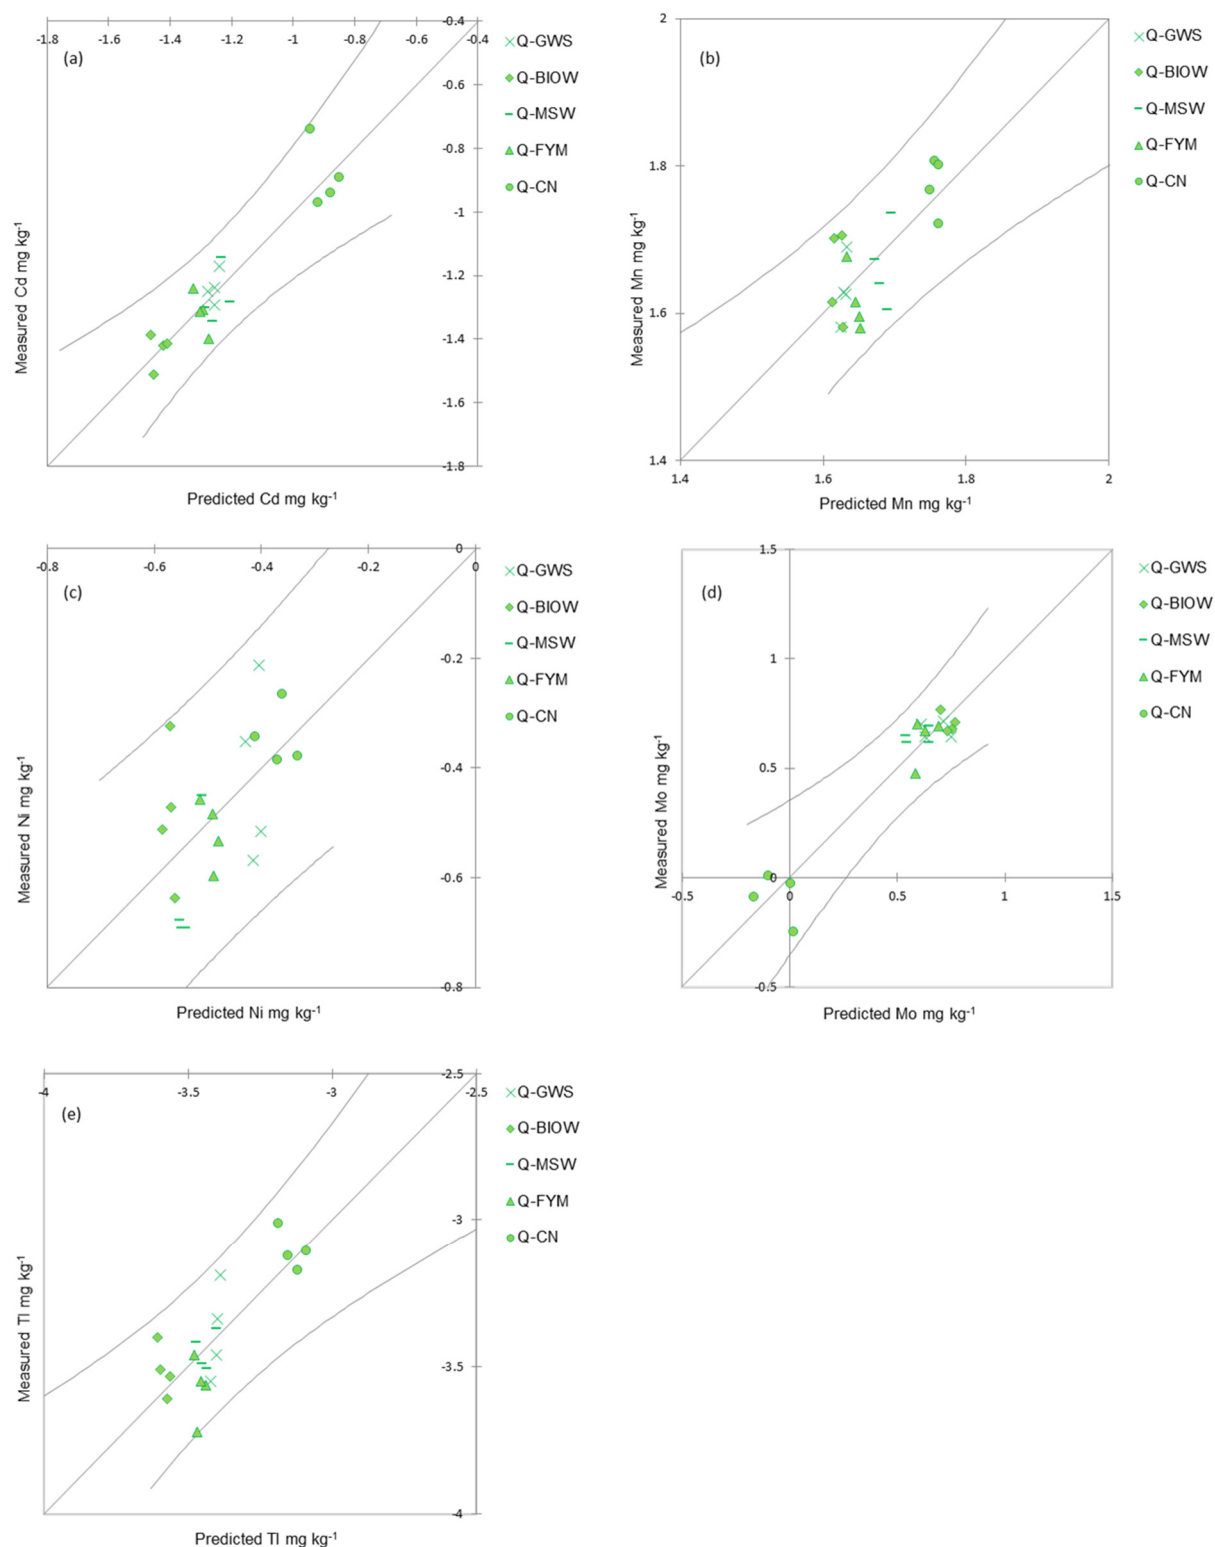 -1.8 -1.6 -1.4 -1.2 -1 -0.8 -0.6 -0.4
-0.4
-0.6
-0.8
-1
-1.2
-1.4
-1.6
-1.8
(a)
Measured Cd mg kg-1
Predicted Cd mg kg-1
Q-GWS
Q-BIOW
Q-MSW
Q-FYM
Q-CN
2
1.8
1.6
1.4
(b)
Measured Mn mg kg-1
1.4 1.6 1.8 2
Predicted Mn mg kg-1
Q-GWS
Q-BIOW
Q-MSW
Q-FYM
Q-CN
-0.8 -0.6 -0.4 -0.2 0
0
-0.2
-0.4
-0.6
-0.8
(c)
Measured Ni mg kg-1
Predicted Ni mg kg-1
Q-GWS
Q-BIOW
Q-MSW
Q-FYM
Q-CN
1.5
1
0.5
0
-0.5
(d)
Measured Mo mg kg-1
-0.5 0 0.5 1 1.5
Predicted Mo mg kg-1
Q-GWS
Q-BIOW
Q-MSW
Q-FYM
Q-CN
-4 -3.5 -3 -2.5
-2.5
-3
-3.5
-4
(e)
Measured Tl mg kg-1
Predicted Tl mg kg-1
Q-GWS
Q-BIOW
Q-MSW
Q-FYM
Q-CN